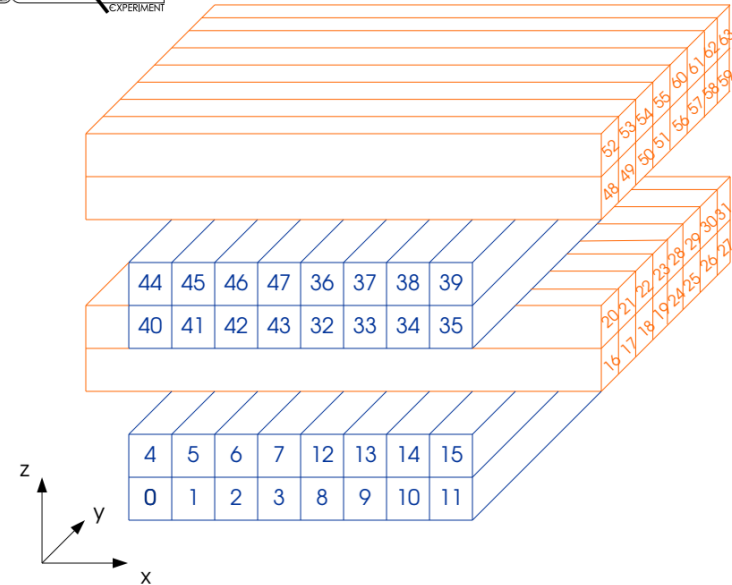 CXPERIMENT
52 53 54 55 60 61 62 63
48 49 50 51 56 57 58 59
44 45 46 47 36 37 38 39
40 41 42 43 32 33 34 35
20 21 22 23 28 29 30 31
16 17 18 19 24 25 26 27
4 5 6 7 12 13 14 15
0 1 2 3 8 9 10 11
z
y
x